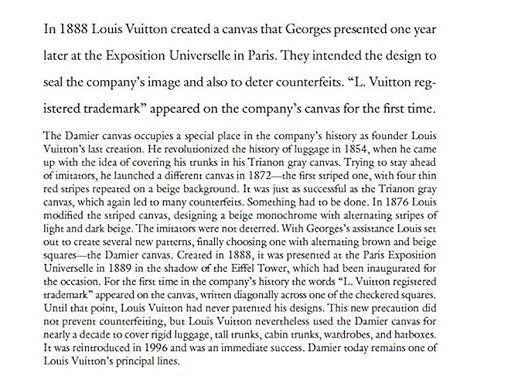 In 1888 Louis Vuitton created a canvas that Georges presented one year
later at the Exposition Universelle in Paris. They intended the design to
seal the company's image and also to deter counterfeits. “L. Vuitton reg-
istered trademark” appeared on the company's canvas for the first time.
The Damier canvas occupies a special place in the company's history as founder Louis
Vuitton's last creation. He revolutionized the history of luggage in 1854, when he came
up with the idea of covering his trunks in his Trianon gray canvas. Trying to stay ahead
of imitators, he launched a different canvas in 1872—the first striped one, with four thin
red stripes repeated on a beige background. It was just as successful as the Trianon gray
canvas, which again led to many counterfeits. Something had to be done. In 1876 Louis
modified the striped canvas, designing a beige monochrome with alternating stripes of
light and dark beige. The imitators were not deterred. With Georges's assistance Louis set
out to create several new patterns, finally choosing one with alternating brown and beige
squares—the Damier canvas. Created in 1888, it was presented at the Paris Exposition
Universelle in 1889 in the shadow of the Eiffel Tower, which had been inaugurated for
the occasion. For the first time in the company's history the words “L. Vuitton registered
trademark” appeared on the canvas, written diagonally across one of the checkered squares.
Until that point, Louis Vuitton had never patented his designs. This new precaution did
not prevent counterfeiting, but Louis Vuitton nevertheless used the Damier canvas for
nearly a decade to cover rigid luggage, tall trunks, cabin trunks, wardrobes, and hatboxes.
It was reintroduced in 1996 and was an immediate success. Damier today remains one of
Louis Vuitton's principal lines.